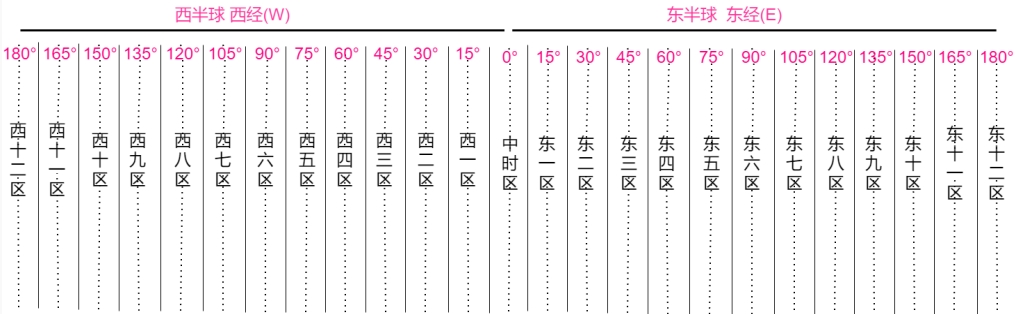 西半球 西经(W)
东半球 东经(E)
180° 165° 150° 135° 120° 105° 90° 75° 60° 45° 30° 15° 0° 15° 30° 45° 60° 75° 90° 105° 120° 135° 150° 165° 180°
西十二区
西十一区
西十区
西九区
西八区
西七区
西六区
西五区
西四区
西三区
西二区
西一区
中时区
东一区
东二区
东三区
东四区
东五区
东六区
东七区
东八区
东九区
东十区
东十一区
东十二区